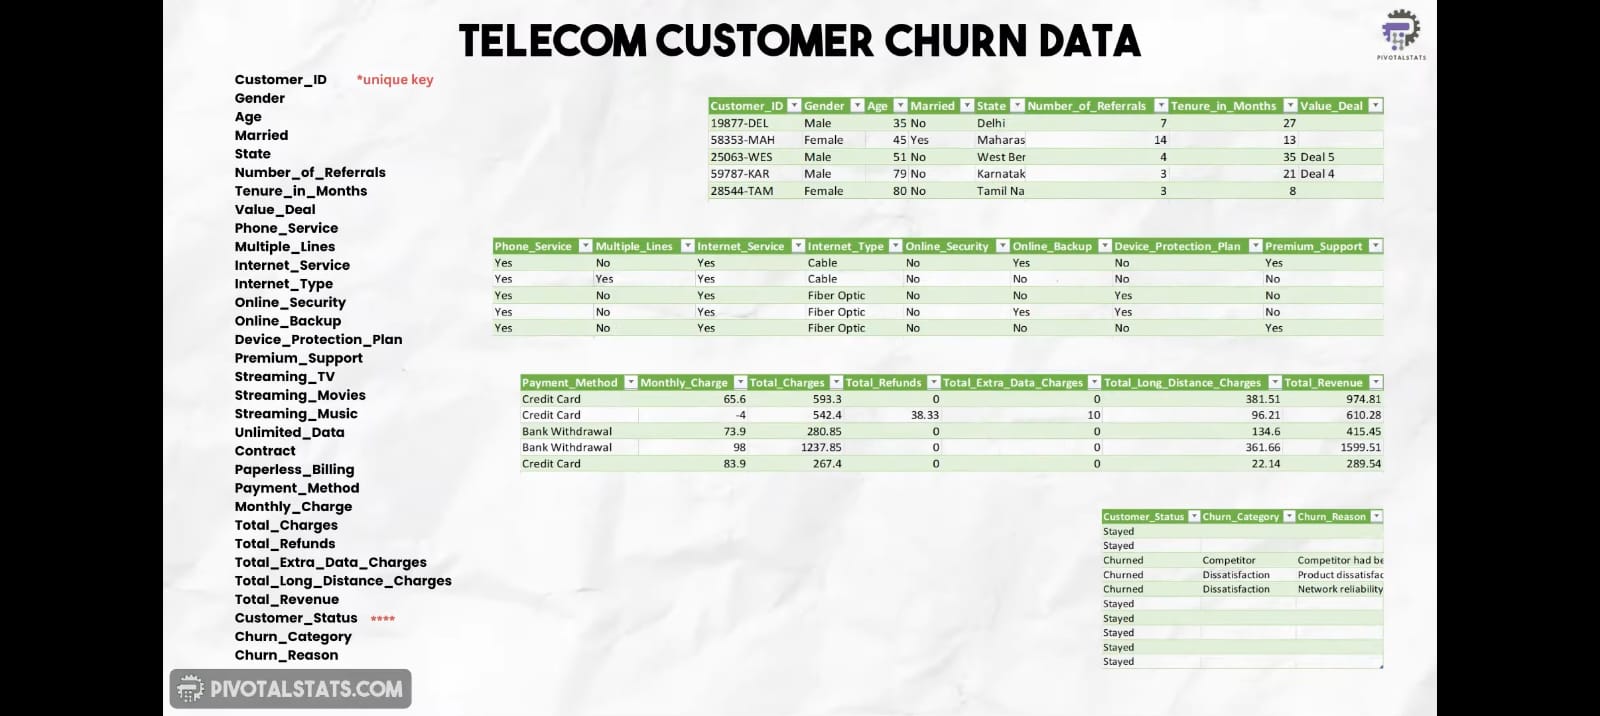 TELECOM CUSTOMER CHURN DATA
PIVOTALSTATS
Customer_ID *unique key
Gender
Age
Married
State
Number_of_Referrals
Tenure_in_Months
Value_Deal
Phone_Service
Multiple_Lines
Internet_Service
Internet_Type
Online_Security
Online_Backup
Device_Protection_Plan
Premium_Support
Streaming_TV
Streaming_Movies
Streaming_Music
Unlimited_Data
Contract
Paperless_Billing
Payment_Method
Monthly_Charge
Total_Charges
Total_Refunds
Total_Extra_Data_Charges
Total_Long_Distance_Charges
Total_Revenue
Customer_Status ****
Churn_Category
Churn_Reason
Customer_ID Gender Age Married State Number_of_Referrals Tenure_in_Months Value_Deal
19877-DEL Male 35 No Delhi 7 27
58353-MAH Female 45 Yes Maharas 14 13
25063-WES Male 51 No West Ber 4 35 Deal 5
59787-KAR Male 79 No Karnatak 3 21 Deal 4
28544-TAM Female 80 No Tamil Na 3 8
Phone_Service Multiple_Lines Internet_Service Internet_Type Online_Security Online_Backup Device_Protection_Plan Premium_Support
Yes No Yes Cable No Yes No Yes
Yes Yes Yes Cable No No No No
Yes No Yes Fiber Optic No No Yes No
Yes No Yes Fiber Optic No Yes Yes No
Yes No Yes Fiber Optic No No No Yes
Payment_Method Monthly_Charge Total_Charges Total_Refunds Total_Extra_Data_Charges Total_Long_Distance_Charges Total_Revenue
Credit Card 65.6 593.3 0 0 381.51 974.81
Credit Card -4 542.4 38.33 10 96.21 610.28
Bank Withdrawal 73.9 280.85 0 0 134.6 415.45
Bank Withdrawal 98 1237.85 0 0 361.66 1599.51
Credit Card 83.9 267.4 0 0 22.14 289.54
Customer_Status Churn_Category Churn_Reason
Stayed
Stayed
Churned Competitor Competitor had be
Churned Dissatisfaction Product dissatisfac
Churned Dissatisfaction Network reliability
Stayed
Stayed
Stayed
Stayed
Stayed
PIVOTALSTATS.COM